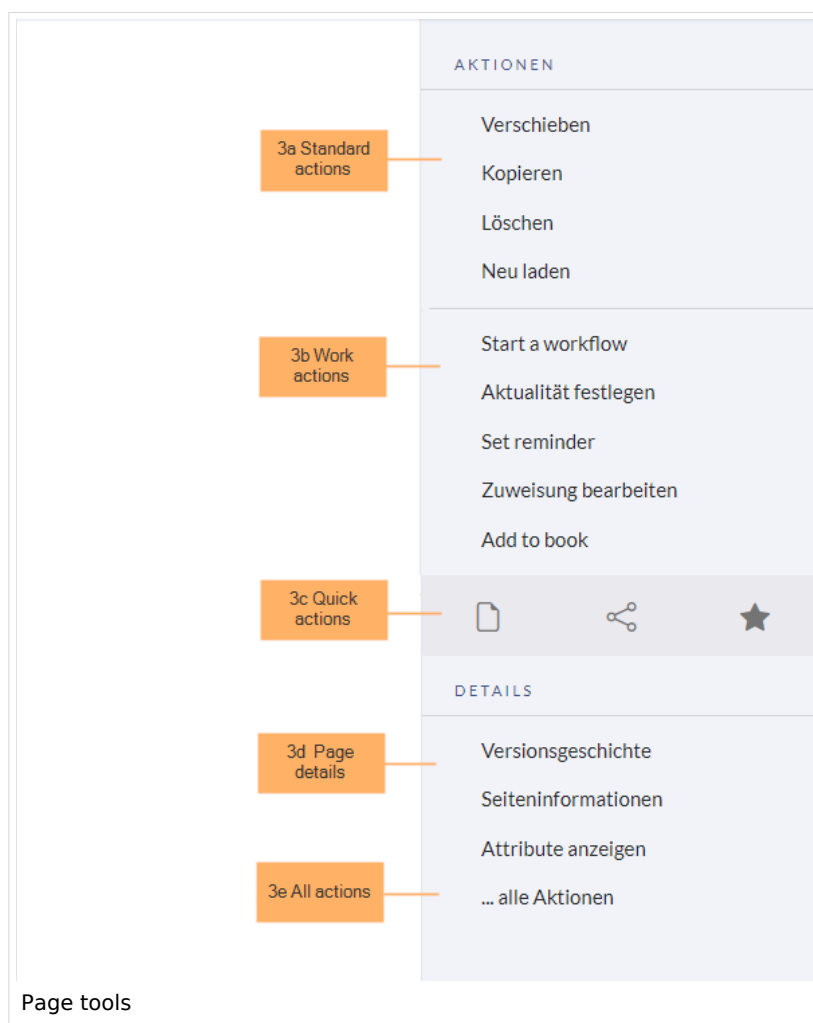 AKTIONEN
Verschieben
3a Standard
actions
Kopieren
Löschen
Neu laden
Start a workflow
3b Work
actions
Aktualität festlegen
Set reminder
Zuweisung bearbeiten
Add to book
3c Quick
actions
DETAILS
3d Page
details
Versionsgeschichte
Seiteninformationen
Attribute anzeigen
3e All actions
... alle Aktionen
Page tools